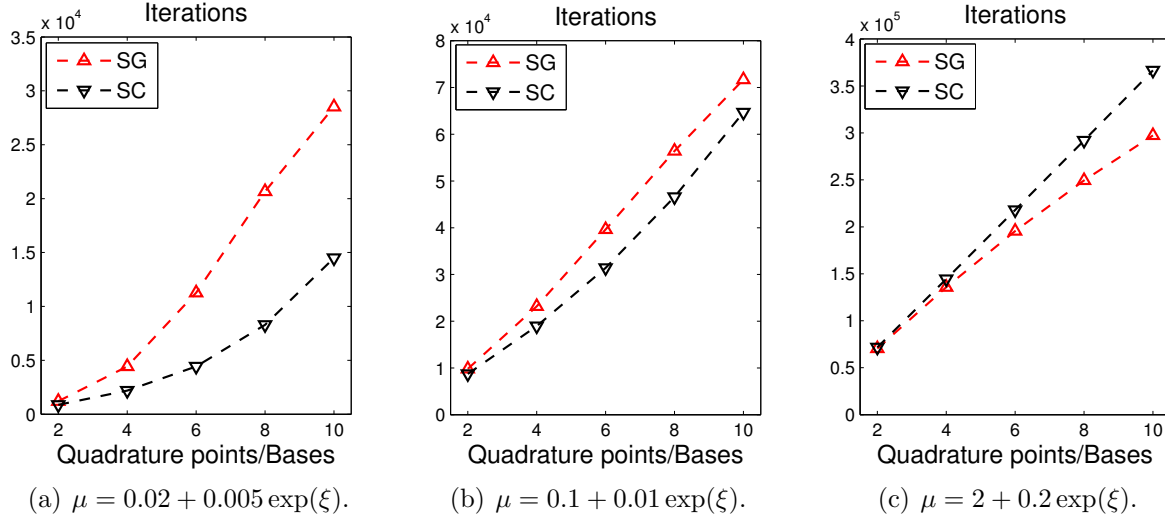 Iterations
x 10^4
3.5
3
2.5
2
1.5
1
0.5
0
2 4 6 8 10
SG
SC
Quadrature points/Bases
(a) μ = 0.02 + 0.005 exp(ξ).
Iterations
x 10^4
8
7
6
5
4
3
2
1
0
2 4 6 8 10
SG
SC
Quadrature points/Bases
(b) μ = 0.1 + 0.01 exp(ξ).
Iterations
x 10^5
4
3.5
3
2.5
2
1.5
1
0.5
0
2 4 6 8 10
SG
SC
Quadrature points/Bases
(c) μ = 2 + 0.2 exp(ξ).